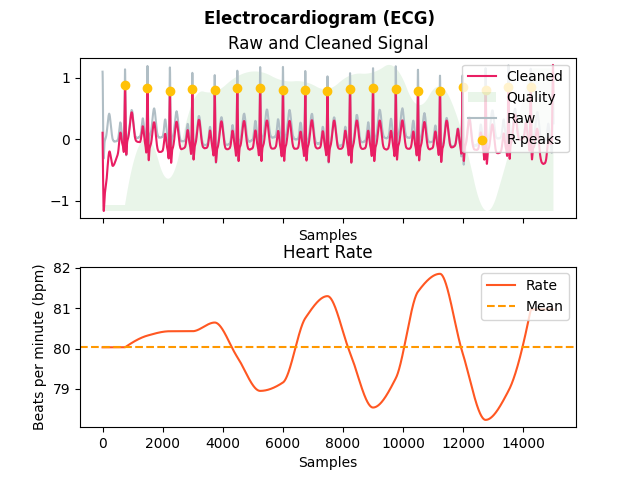 Electrocardiogram (ECG)
Raw and Cleaned Signal
1
0
−1
Cleaned
Quality
Raw
R-peaks
Samples
Heart Rate
Beats per minute (bpm)
82
81
80
79
Rate
Mean
0 2000 4000 6000 8000 10000 12000 14000
Samples